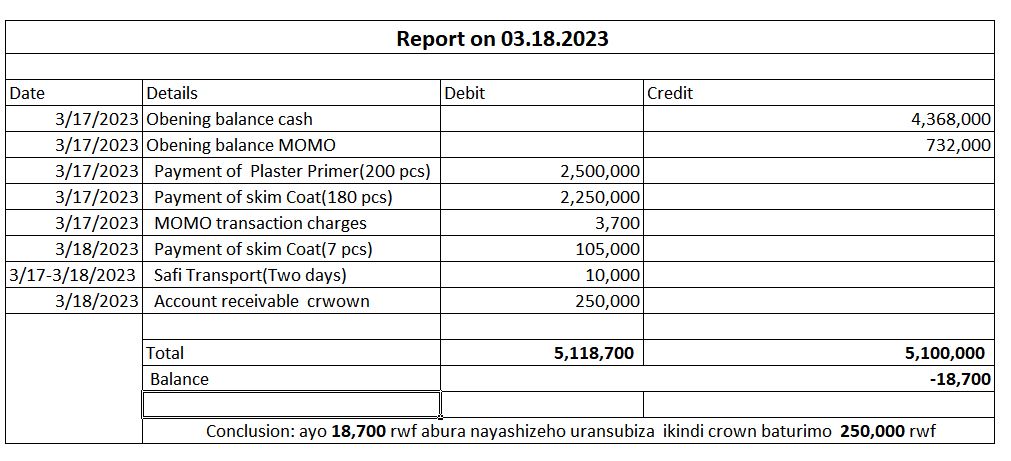 Report on 03.18.2023
Date Details Debit Credit
3/17/2023 Obening balance cash 4,368,000
3/17/2023 Obening balance MOMO 732,000
3/17/2023 Payment of Plaster Primer(200 pcs) 2,500,000
3/17/2023 Payment of skim Coat(180 pcs) 2,250,000
3/17/2023 MOMO transaction charges 3,700
3/18/2023 Payment of skim Coat(7 pcs) 105,000
3/17-3/18/2023 Safi Transport(Two days) 10,000
3/18/2023 Account receivable crwown 250,000
Total 5,118,700 5,100,000
Balance -18,700
Conclusion: ayo 18,700 rwf abura nayashizeho uransubiza ikindi crown baturimo 250,000 rwf